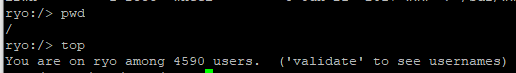 ryo:/> pwd
/
ryo:/> top
You are on ryo among 4590 users.  ('validate' to see usernames)